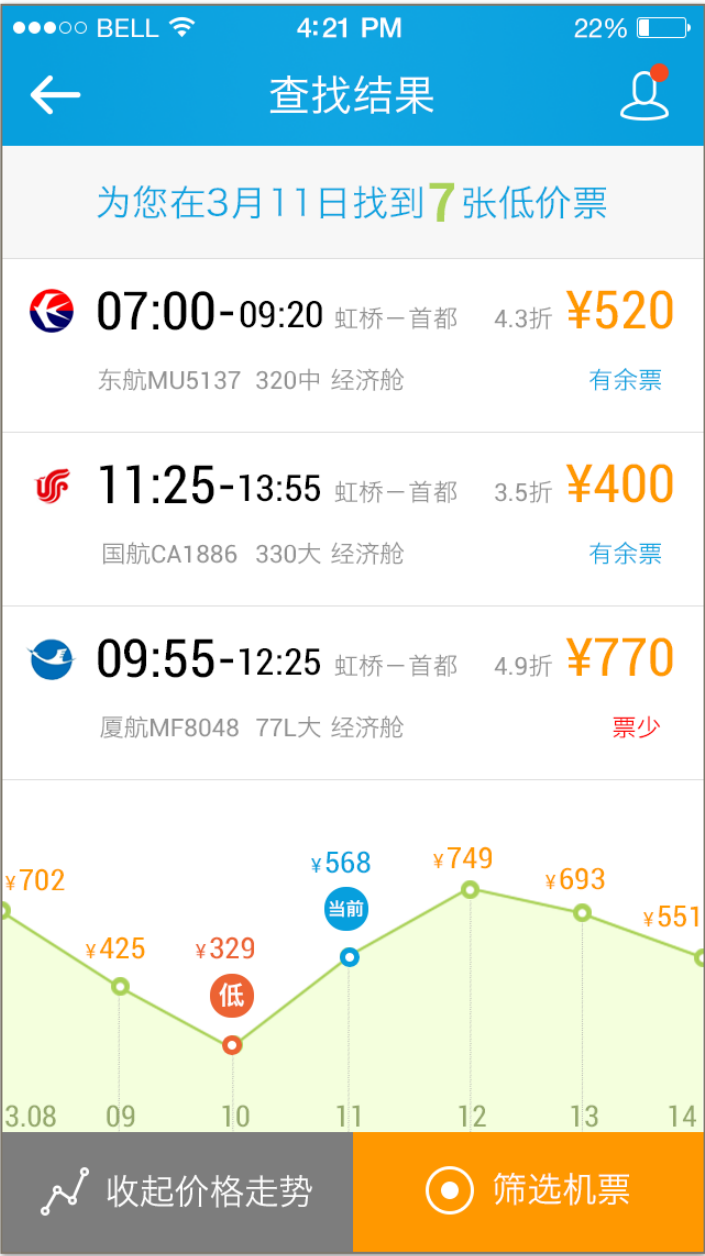 BELL 4:21 PM 22%
查找结果
为您在3月11日找到7张低价票
07:00-09:20 虹桥－首都 4.3折 ¥520
东航MU5137 320中 经济舱 有余票
11:25-13:55 虹桥－首都 3.5折 ¥400
国航CA1886 330大 经济舱 有余票
09:55-12:25 虹桥－首都 4.9折 ¥770
厦航MF8048 77L大 经济舱 票少
¥702 ¥425 ¥329 ¥568 ¥749 ¥693 ¥551
低 当前
3.08 09 10 11 12 13 14
收起价格走势 筛选机票